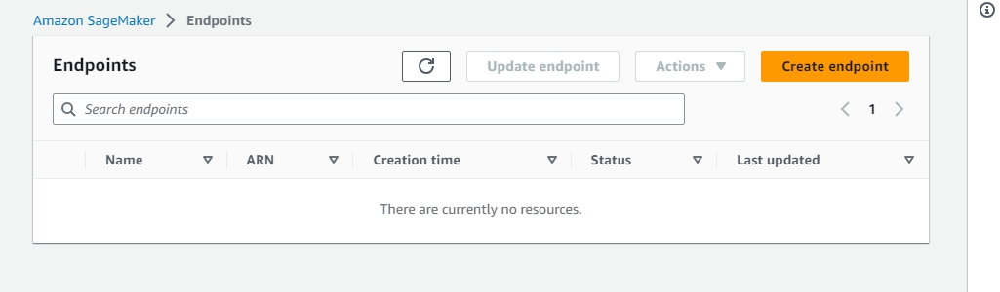 Amazon SageMaker > Endpoints
Endpoints
Update endpoint
Actions
Create endpoint
Search endpoints
1
Name ARN Creation time Status Last updated
There are currently no resources.